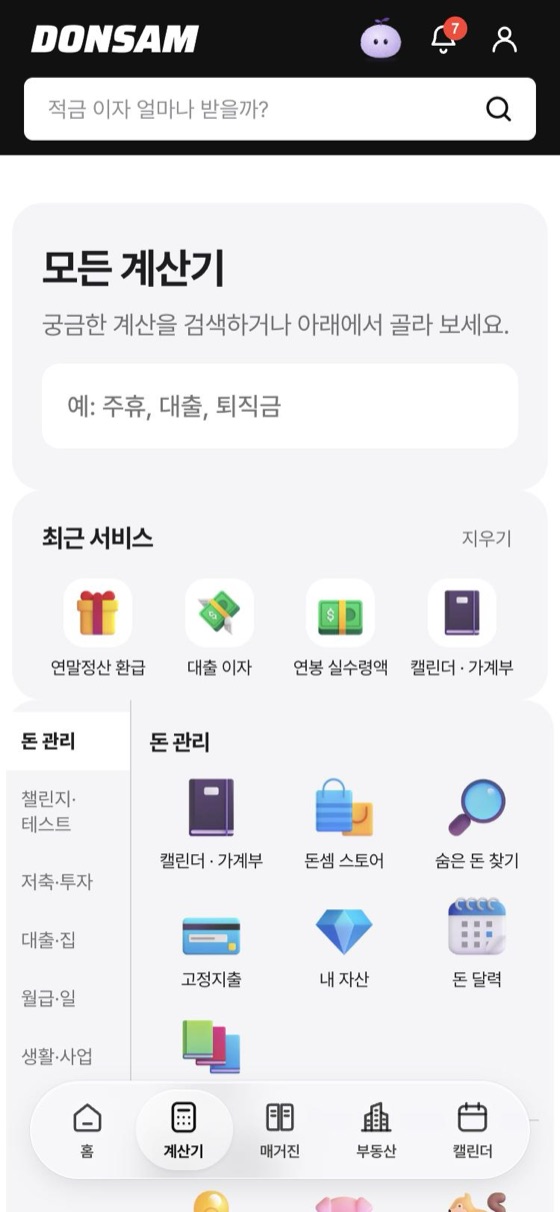 DONSAM
7
적금 이자 얼마나 받을까?
모든 계산기
궁금한 계산을 검색하거나 아래에서 골라 보세요.
예: 주휴, 대출, 퇴직금
최근 서비스
지우기
연말정산 환급
대출 이자
연봉 실수령액
캘린더 · 가계부
돈 관리
챌린지·
테스트
저축·투자
대출·집
월급·일
생활·사업
돈 관리
캘린더 · 가계부
돈셈 스토어
숨은 돈 찾기
고정지출
내 자산
돈 달력
홈
계산기
매거진
부동산
캘린더